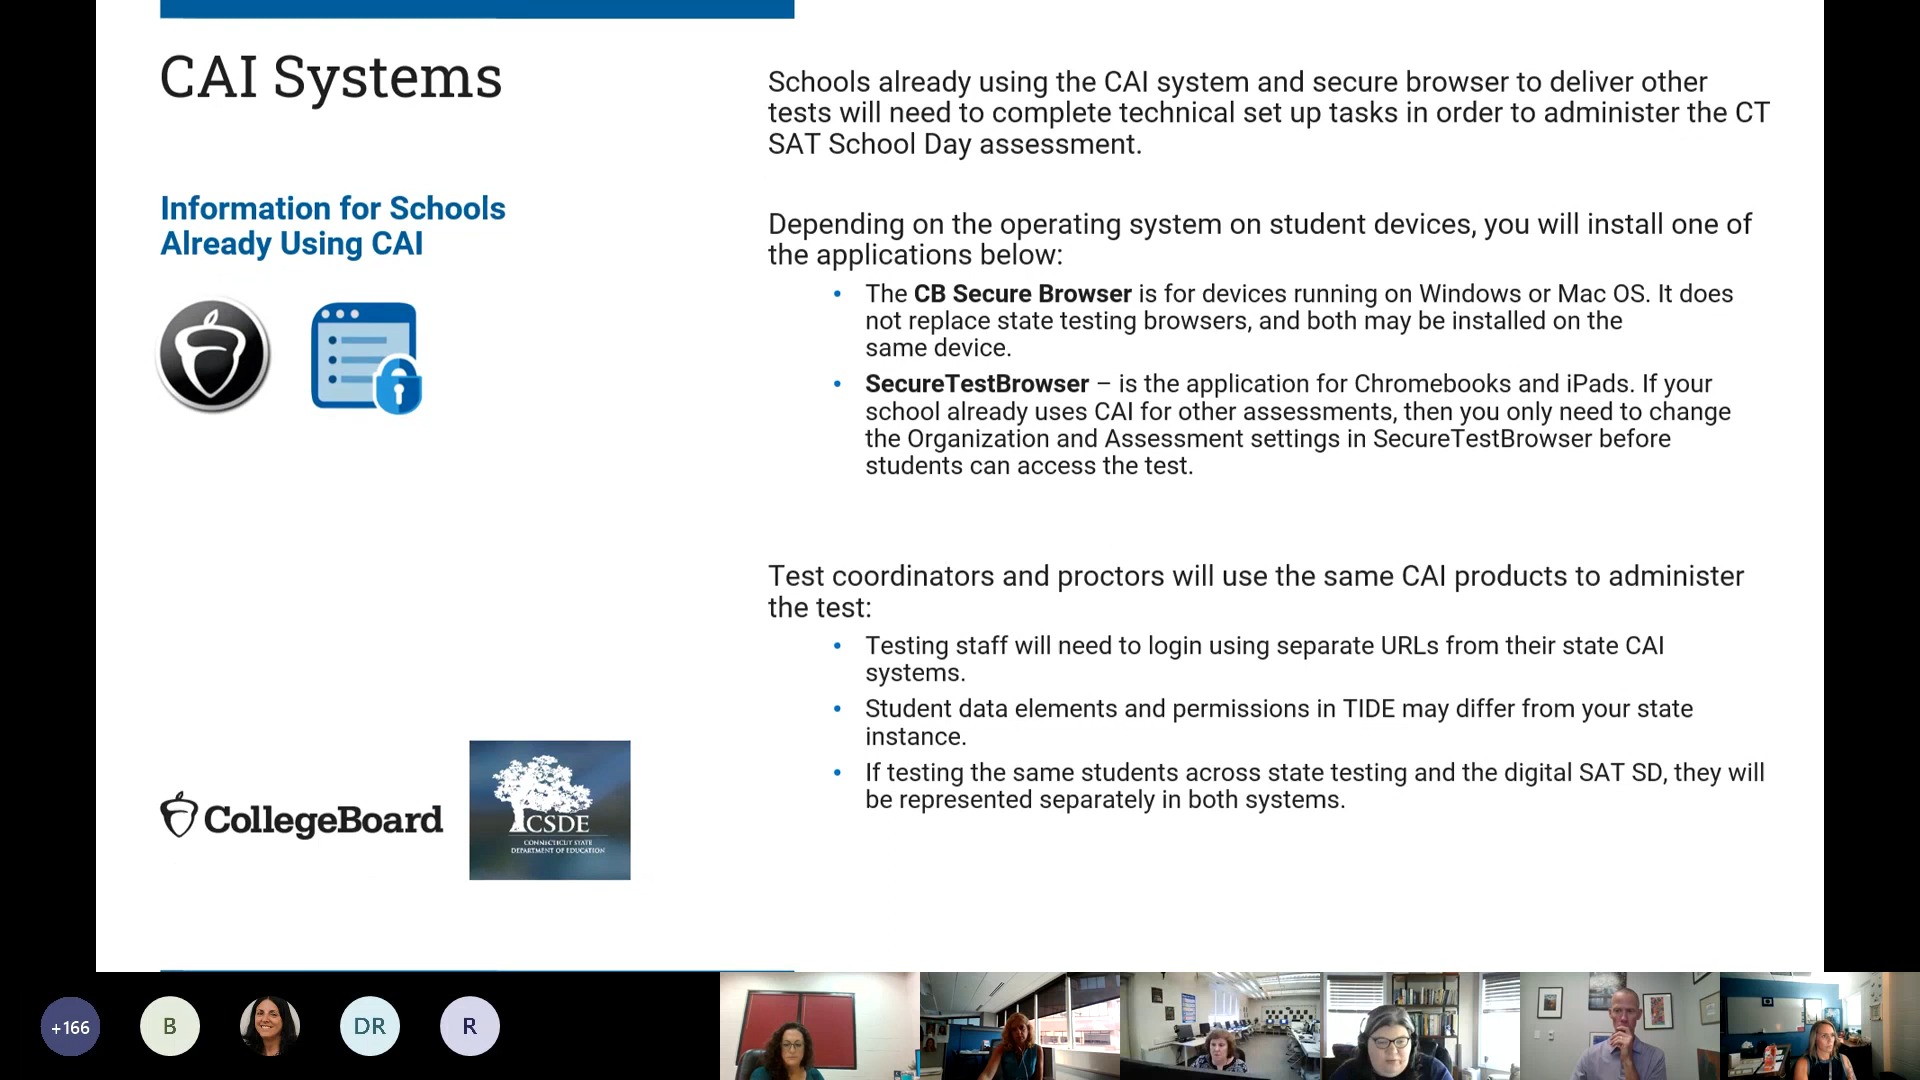 CAI Systems
Information for Schools
Already Using CAI
Schools already using the CAI system and secure browser to deliver other
tests will need to complete technical set up tasks in order to administer the CT
SAT School Day assessment.
Depending on the operating system on student devices, you will install one of
the applications below:
• The CB Secure Browser is for devices running on Windows or Mac OS. It does
not replace state testing browsers, and both may be installed on the
same device.
• SecureTestBrowser – is the application for Chromebooks and iPads. If your
school already uses CAI for other assessments, then you only need to change
the Organization and Assessment settings in SecureTestBrowser before
students can access the test.
Test coordinators and proctors will use the same CAI products to administer
the test:
• Testing staff will need to login using separate URLs from their state CAI
systems.
• Student data elements and permissions in TIDE may differ from your state
instance.
• If testing the same students across state testing and the digital SAT SD, they will
be represented separately in both systems.
CollegeBoard
CSDE
CONNECTICUT STATE
DEPARTMENT OF EDUCATION
+166
B
DR
R